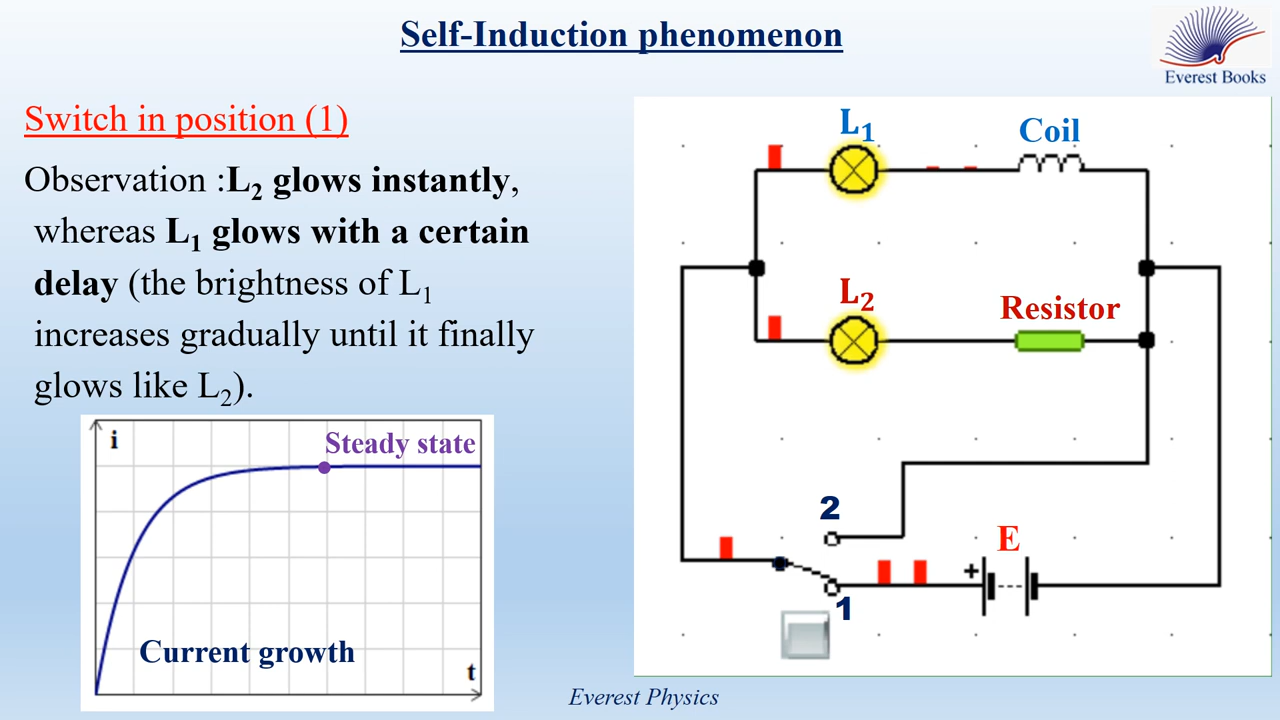 Self-Induction phenomenon
Everest Books
Switch in position (1)
Observation :L₂ glows instantly,
whereas L₁ glows with a certain
delay (the brightness of L₁
increases gradually until it finally
glows like L₂).
i
Steady state
Current growth
t
L₁
Coil
L₂
Resistor
2
E
+
1
Everest Physics